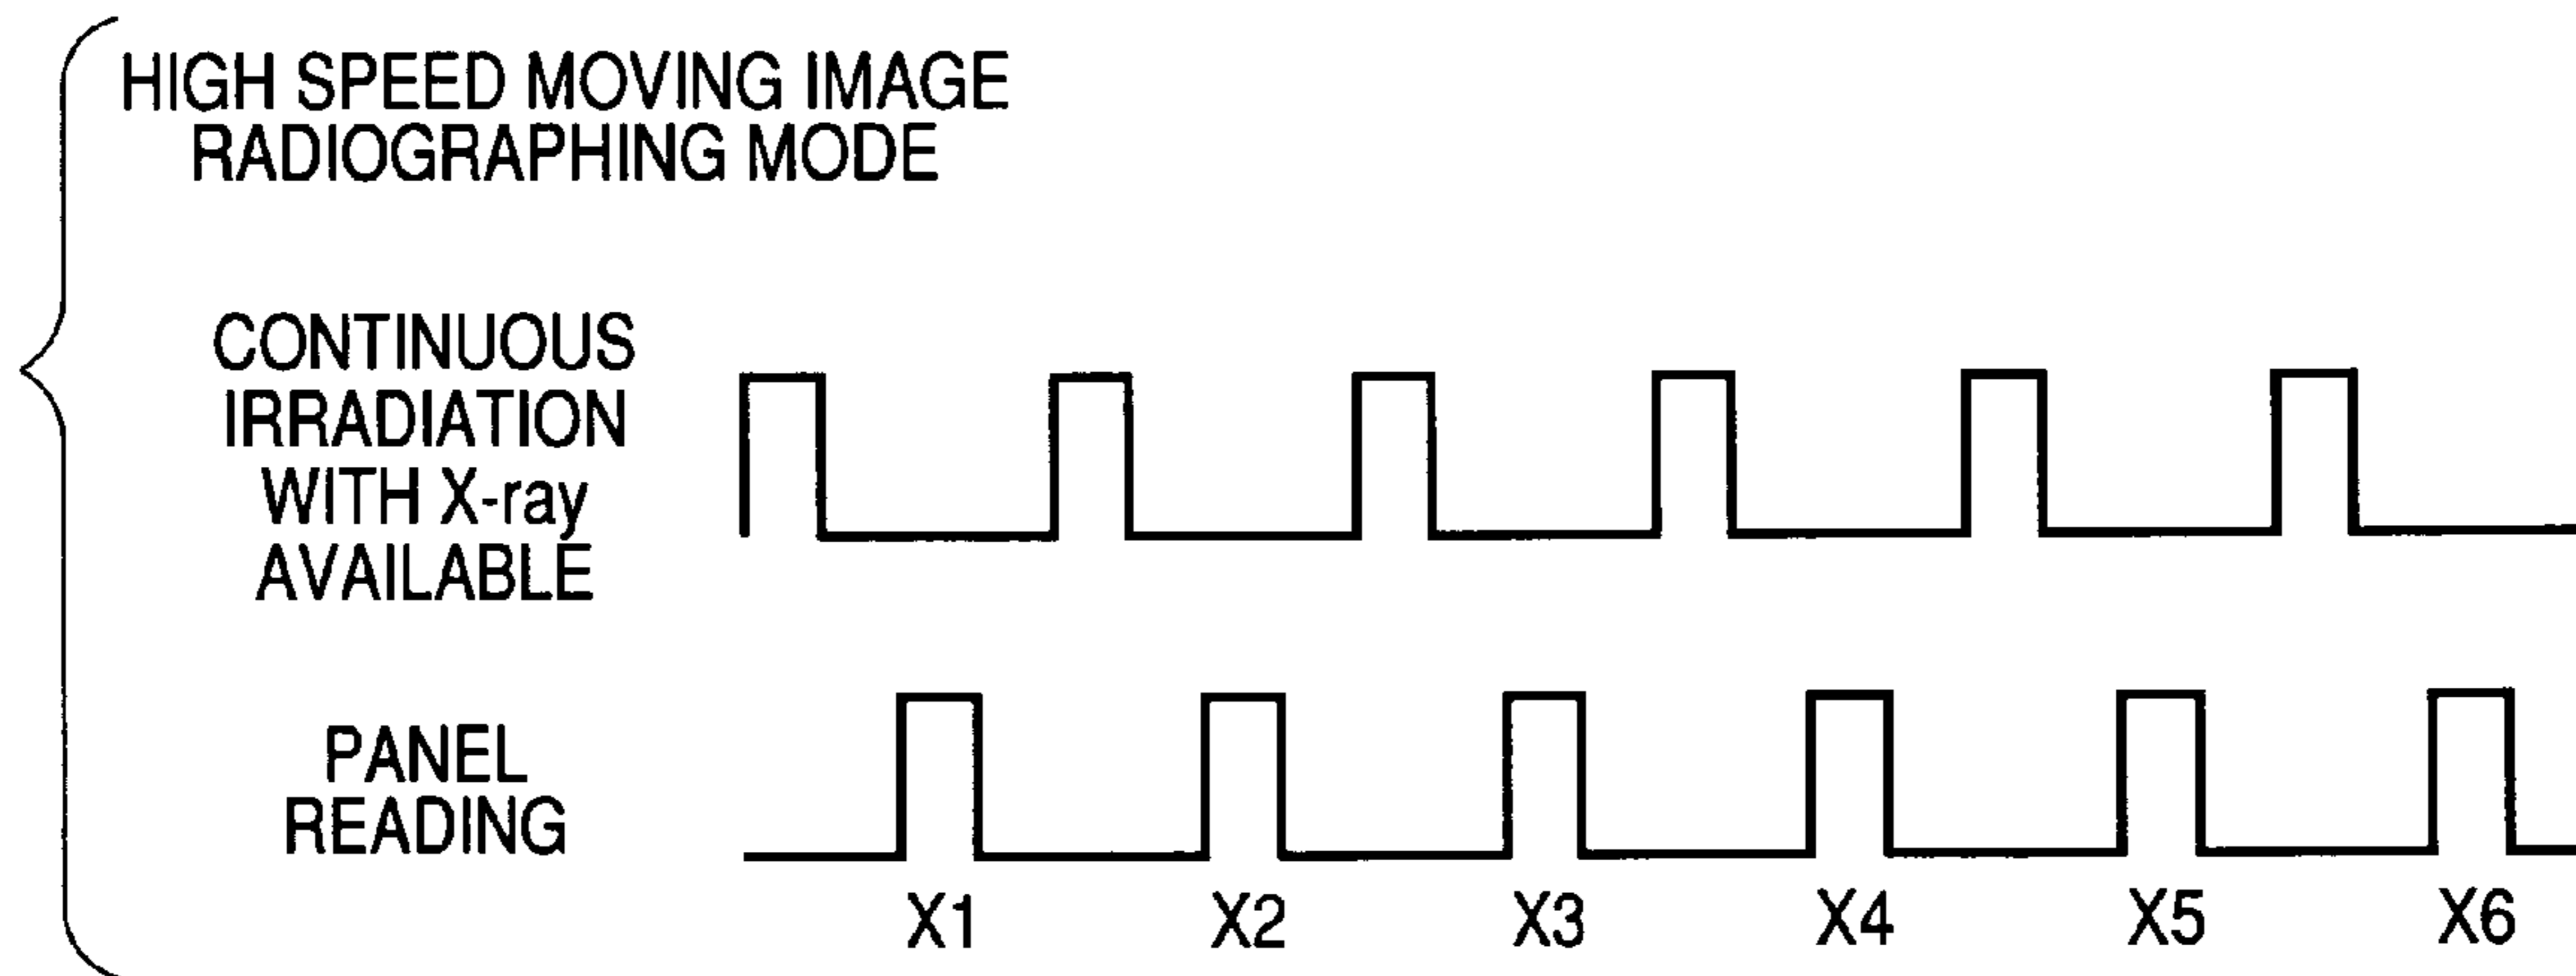 HIGH SPEED MOVING IMAGE
RADIOGRAPHING MODE
CONTINUOUS
IRRADIATION
WITH X-ray
AVAILABLE
PANEL
READING
X1 X2 X3 X4 X5 X6